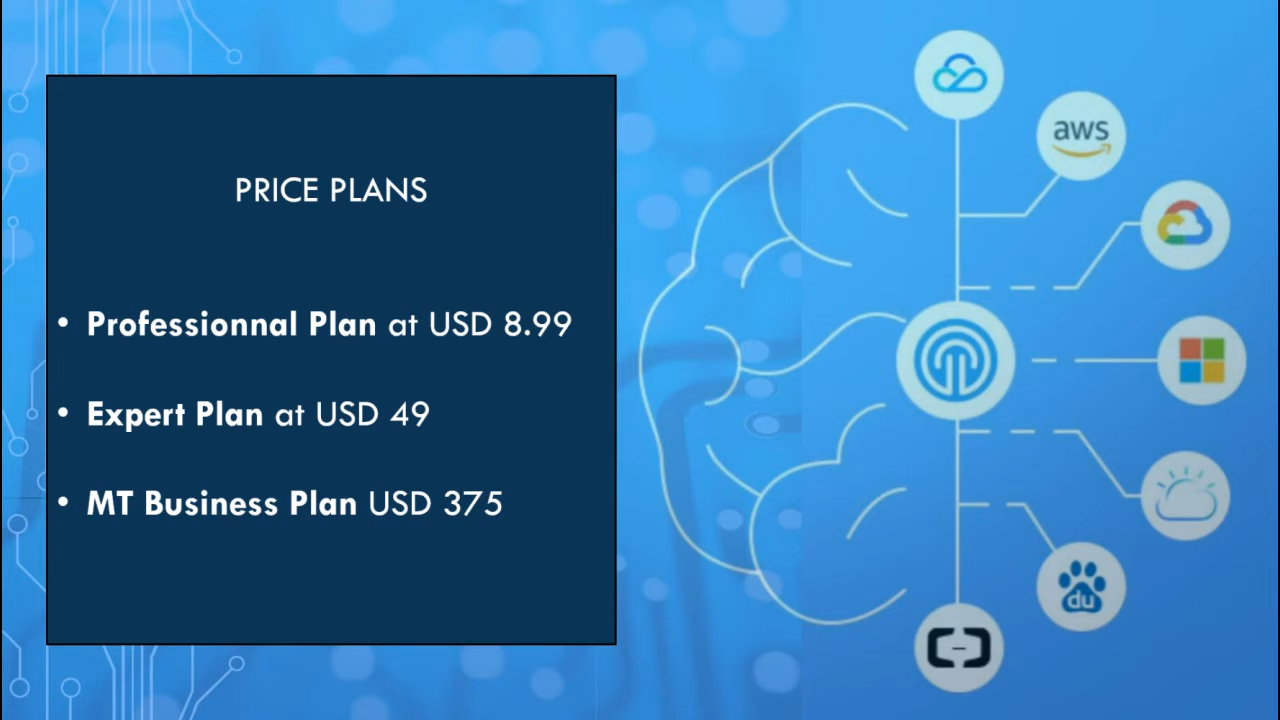 PRICE PLANS
• Professionnal Plan at USD 8.99
• Expert Plan at USD 49
• MT Business Plan USD 375
aws
du